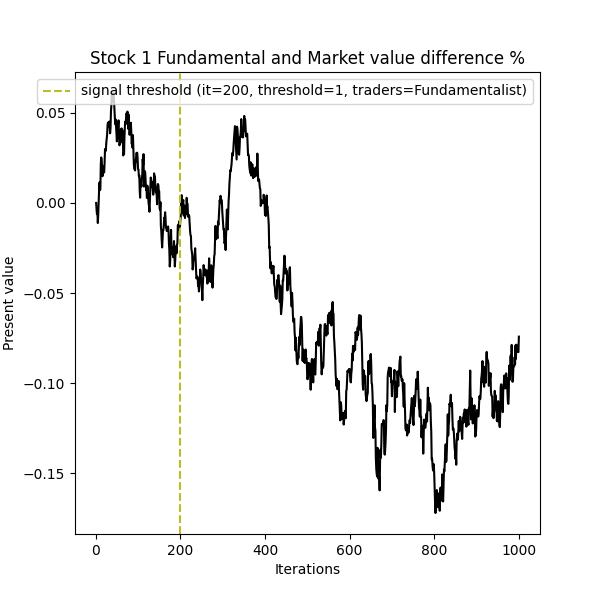 Stock 1 Fundamental and Market value difference %
signal threshold (it=200, threshold=1, traders=Fundamentalist)
0.05
0.00
−0.05
−0.10
−0.15
Present value
0 200 400 600 800 1000
Iterations